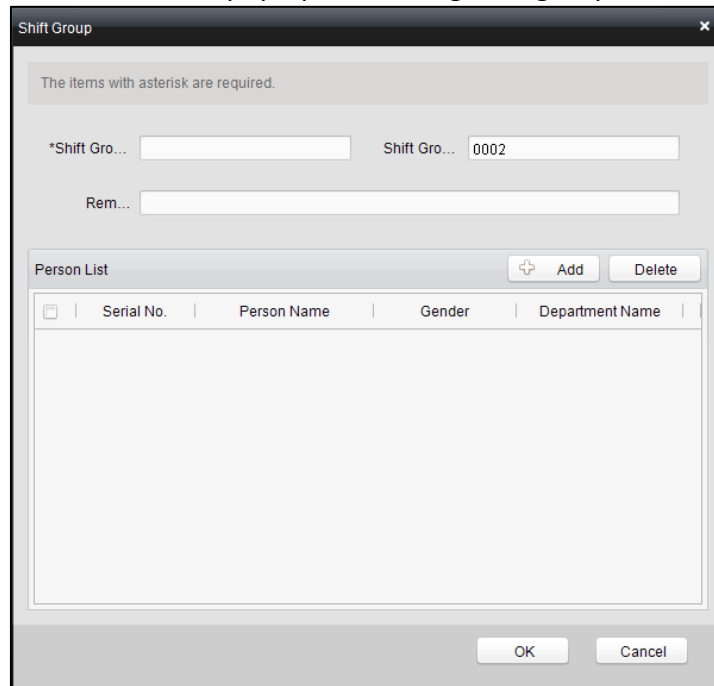 Shift Group
The items with asterisk are required.
*Shift Gro... Shift Gro... 0002
Rem...
Person List Add Delete
Serial No. Person Name Gender Department Name
OK Cancel